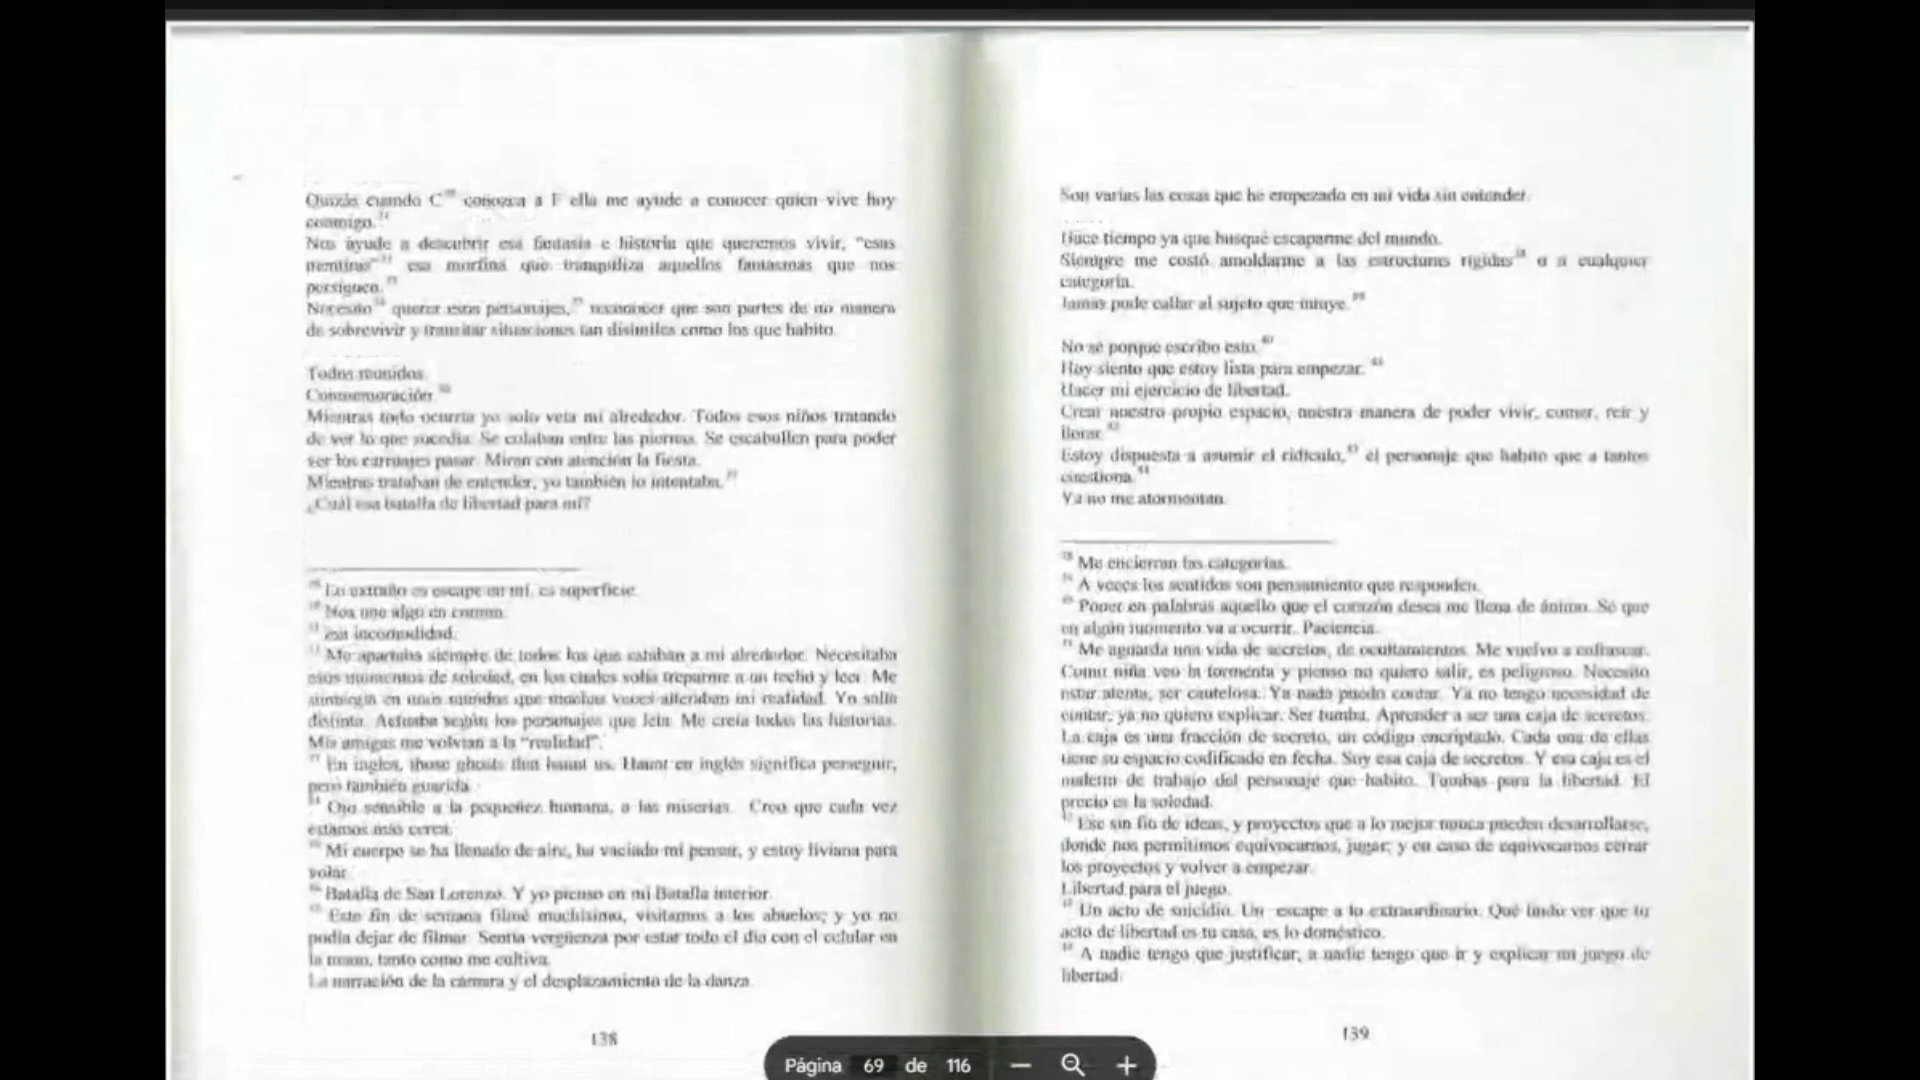 Quizás cuando C conozca a F ella me ayude a conocer quien vive hoy
conmigo.
Nos ayude a descubrir esa fantasía e historia que queremos vivir, "esas
mentiras" esa morfina que tranquiliza aquellos fantasmas que nos
persiguen.
Necesito querer estos personajes, reconocer que son partes de mi manera
de sobrevivir y transitar situaciones tan disímiles como los que habito.
Todos reunidos.
Conmemoración
Mientras todo ocurría yo solo veía mi alrededor. Todos esos niños tratando
de ver lo que sucedía. Se colaban entre las piernas. Se escabullen para poder
ver los carruajes pasar. Miran con atención la fiesta.
Mientras trataban de entender, yo también lo intentaba.
¿Cuál esa batalla de libertad para mí?
Lo extraño es escape en mí, es superficie.
Nos une algo en común.
esa incomodidad.
Me apartaba siempre de todos los que estaban a mi alrededor. Necesitaba
esos momentos de soledad, en los cuales solía treparme a un techo y leer. Me
sumergía en unos mundos que muchas veces alteraban mi realidad. Yo salía
distinta. Actuaba según los personajes que leía. Me creía todas las historias.
Mis amigas me volvían a la "realidad".
En inglés, those ghosts that haunt us. Haunt en inglés significa perseguir,
pero también guarida.
Ojo sensible a la pequeñez humana, a las miserias. Creo que cada vez
estamos más cerca.
Mi cuerpo se ha llenado de aire, ha vaciado mi pensar, y estoy liviana para
volar.
Batalla de San Lorenzo. Y yo pienso en mi Batalla interior.
Este fin de semana filmé muchísimo, visitamos a los abuelos; y yo no
podía dejar de filmar. Sentía vergüenza por estar todo el día con el celular en
la mano, tanto como me cultiva.
La narración de la cámara y el desplazamiento de la danza.
138
Son varias las cosas que he empezado en mi vida sin entender.
Hace tiempo ya que busqué escaparme del mundo.
Siempre me costó amoldarme a las estructuras rígidas o a cualquier
categoría.
Jamás pude callar al sujeto que intuye.³⁹
No sé porque escribo esto.⁴⁰
Hoy siento que estoy lista para empezar.
Hacer mi ejercicio de libertad.
Crear nuestro propio espacio, nuestra manera de poder vivir, comer, reír y
llorar.
Estoy dispuesta a asumir el ridículo, el personaje que habito que a tantos
cuestiona.
Ya no me atormentan.
Me encierran las categorías.
A veces los sentidos son pensamiento que responden.
Poner en palabras aquello que el corazón desea me llena de ánimo. Sé que
en algún momento va a ocurrir. Paciencia.
Me aguarda una vida de secretos, de ocultamientos. Me vuelvo a enfrascar.
Como niña veo la tormenta y pienso no quiero salir, es peligroso. Necesito
estar atenta, ser cautelosa. Ya nada puedo contar. Ya no tengo necesidad de
contar, ya no quiero explicar. Ser tumba. Aprender a ser una caja de secretos.
La caja es una fracción de secreto, un código encriptado. Cada una de ellas
tiene su espacio codificado en fecha. Soy esa caja de secretos. Y esa caja es el
maletín de trabajo del personaje que habito. Tumbas para la libertad. El
precio es la soledad.
Ese sin fin de ideas, y proyectos que a lo mejor nunca pueden desarrollarse,
donde nos permitimos equivocarnos, jugar; y en caso de equivocarnos cerrar
los proyectos y volver a empezar.
Libertad para el juego.
Un acto de suicidio. Un escape a lo extraordinario. Qué lindo ver que tu
acto de libertad es tu casa, es lo doméstico.
A nadie tengo que justificar, a nadie tengo que ir y explicar mi juego de
libertad.
139
Página 69 de 116